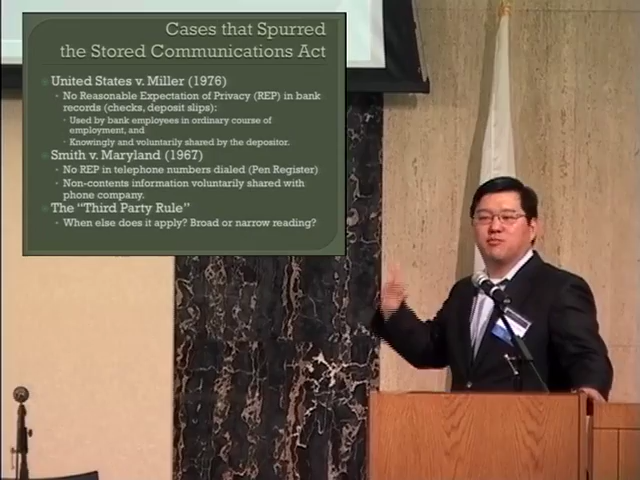 Cases that Spurred
the Stored Communications Act
United States v. Miller (1976)
No Reasonable Expectation of Privacy (REP) in bank
records (checks, deposit slips):
Used by bank employees in ordinary course of
employment, and
Knowingly and voluntarily shared by the depositor.
Smith v. Maryland (1967)
No REP in telephone numbers dialed (Pen Register)
Non-contents information voluntarily shared with
phone company.
The "Third Party Rule"
When else does it apply? Broad or narrow reading?